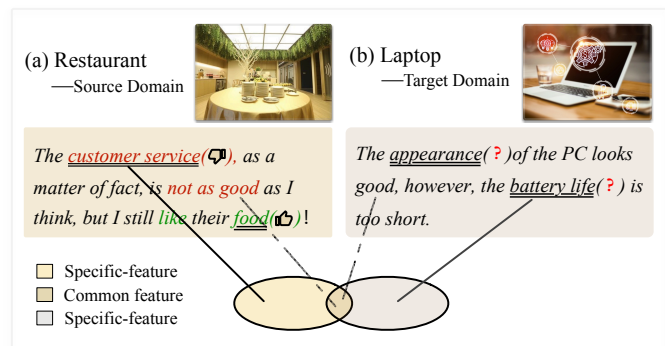 (a) Restaurant
—Source Domain
(b) Laptop
—Target Domain
The customer service(👎), as a
matter of fact, is not as good as I
think, but I still like their food(👍)!
The appearance(?)of the PC looks
good, however, the battery life(?) is
too short.
Specific-feature
Common feature
Specific-feature